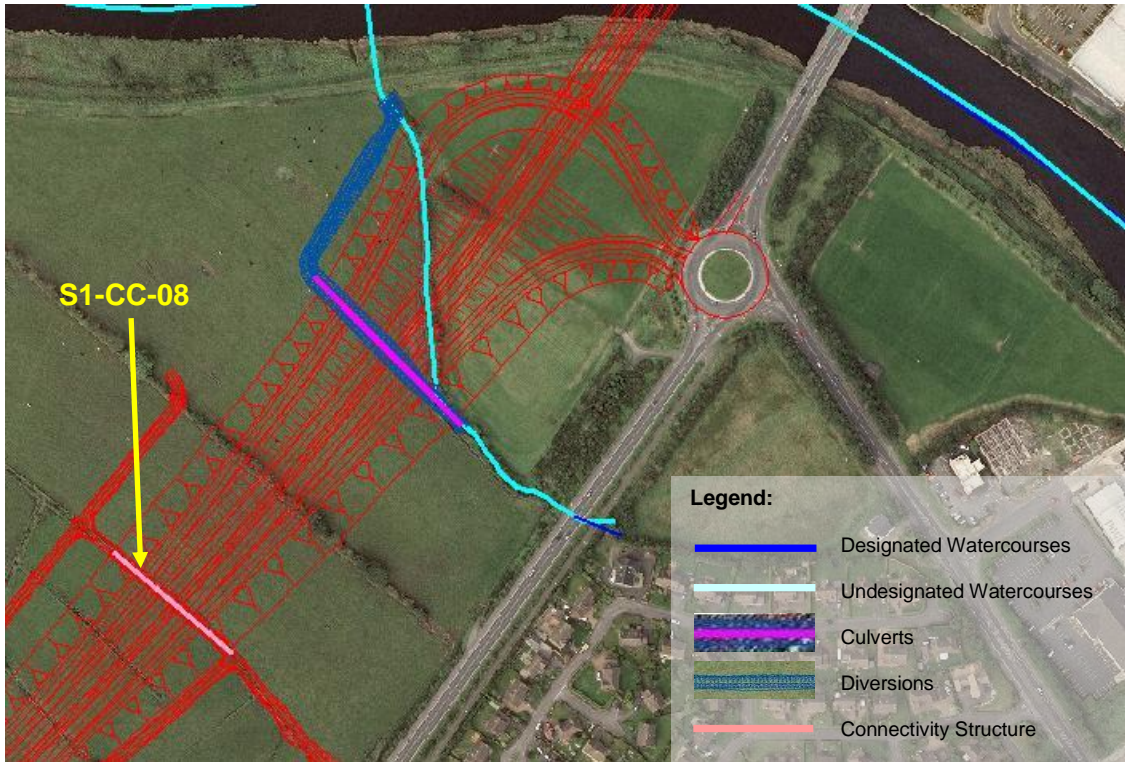 S1-CC-08
Legend:
Designated Watercourses
Undesignated Watercourses
Culverts
Diversions
Connectivity Structure